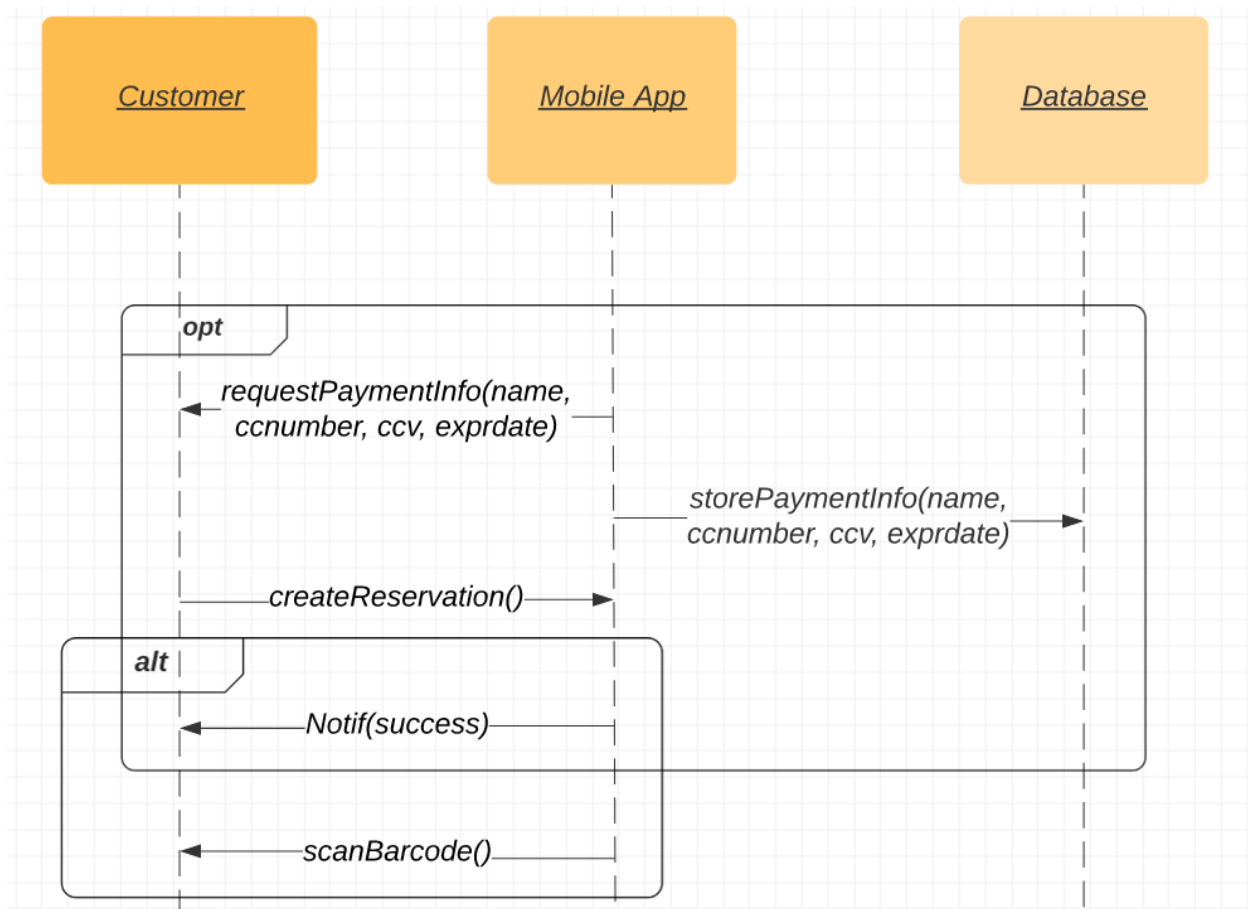 Customer
Mobile App
Database
opt
requestPaymentInfo(name,
ccnumber, ccv, exprdate)
storePaymentInfo(name,
ccnumber, ccv, exprdate)
createReservation()
alt
Notif(success)
scanBarcode()